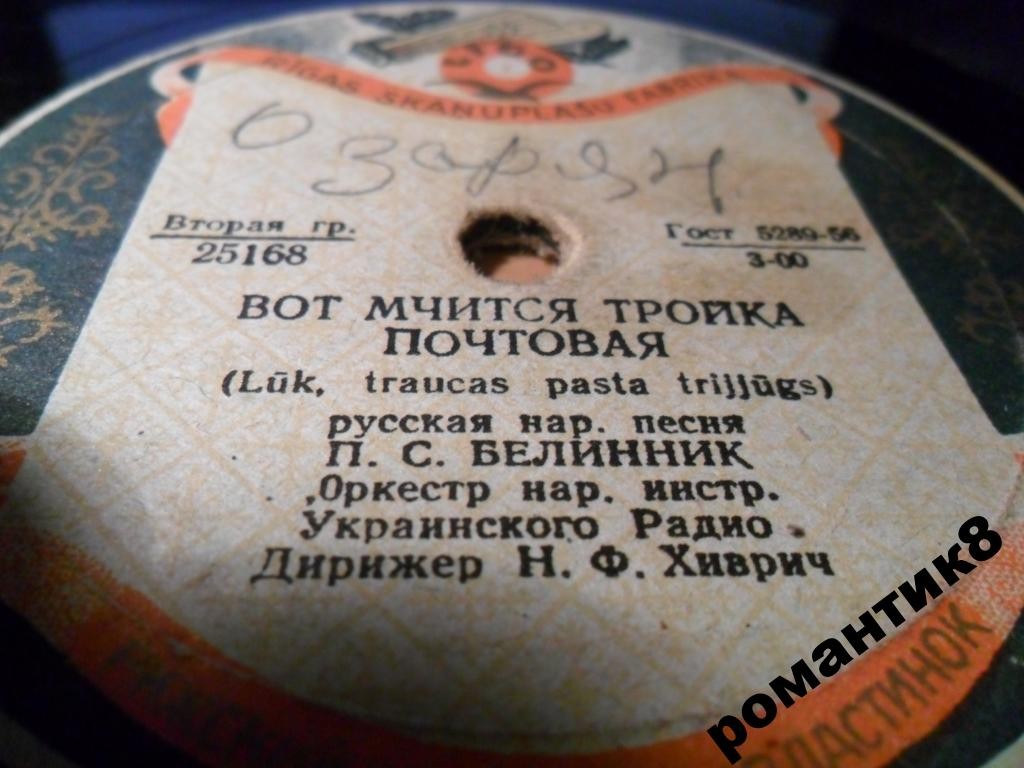 RĪGAS SKAŅUPLAŠU FABRIKA
Вторая гр.
25168
Гост 5289-56
3-00
ВОТ МЧИТСЯ ТРОЙКА
ПОЧТОВАЯ
(Lūk, traucas pasta trijjūgs)
русская нар. песня
П. С. БЕЛИННИК
Оркестр нар. инстр.
Украинского Радио
Дирижер Н. Ф. Хиврич
романтик8